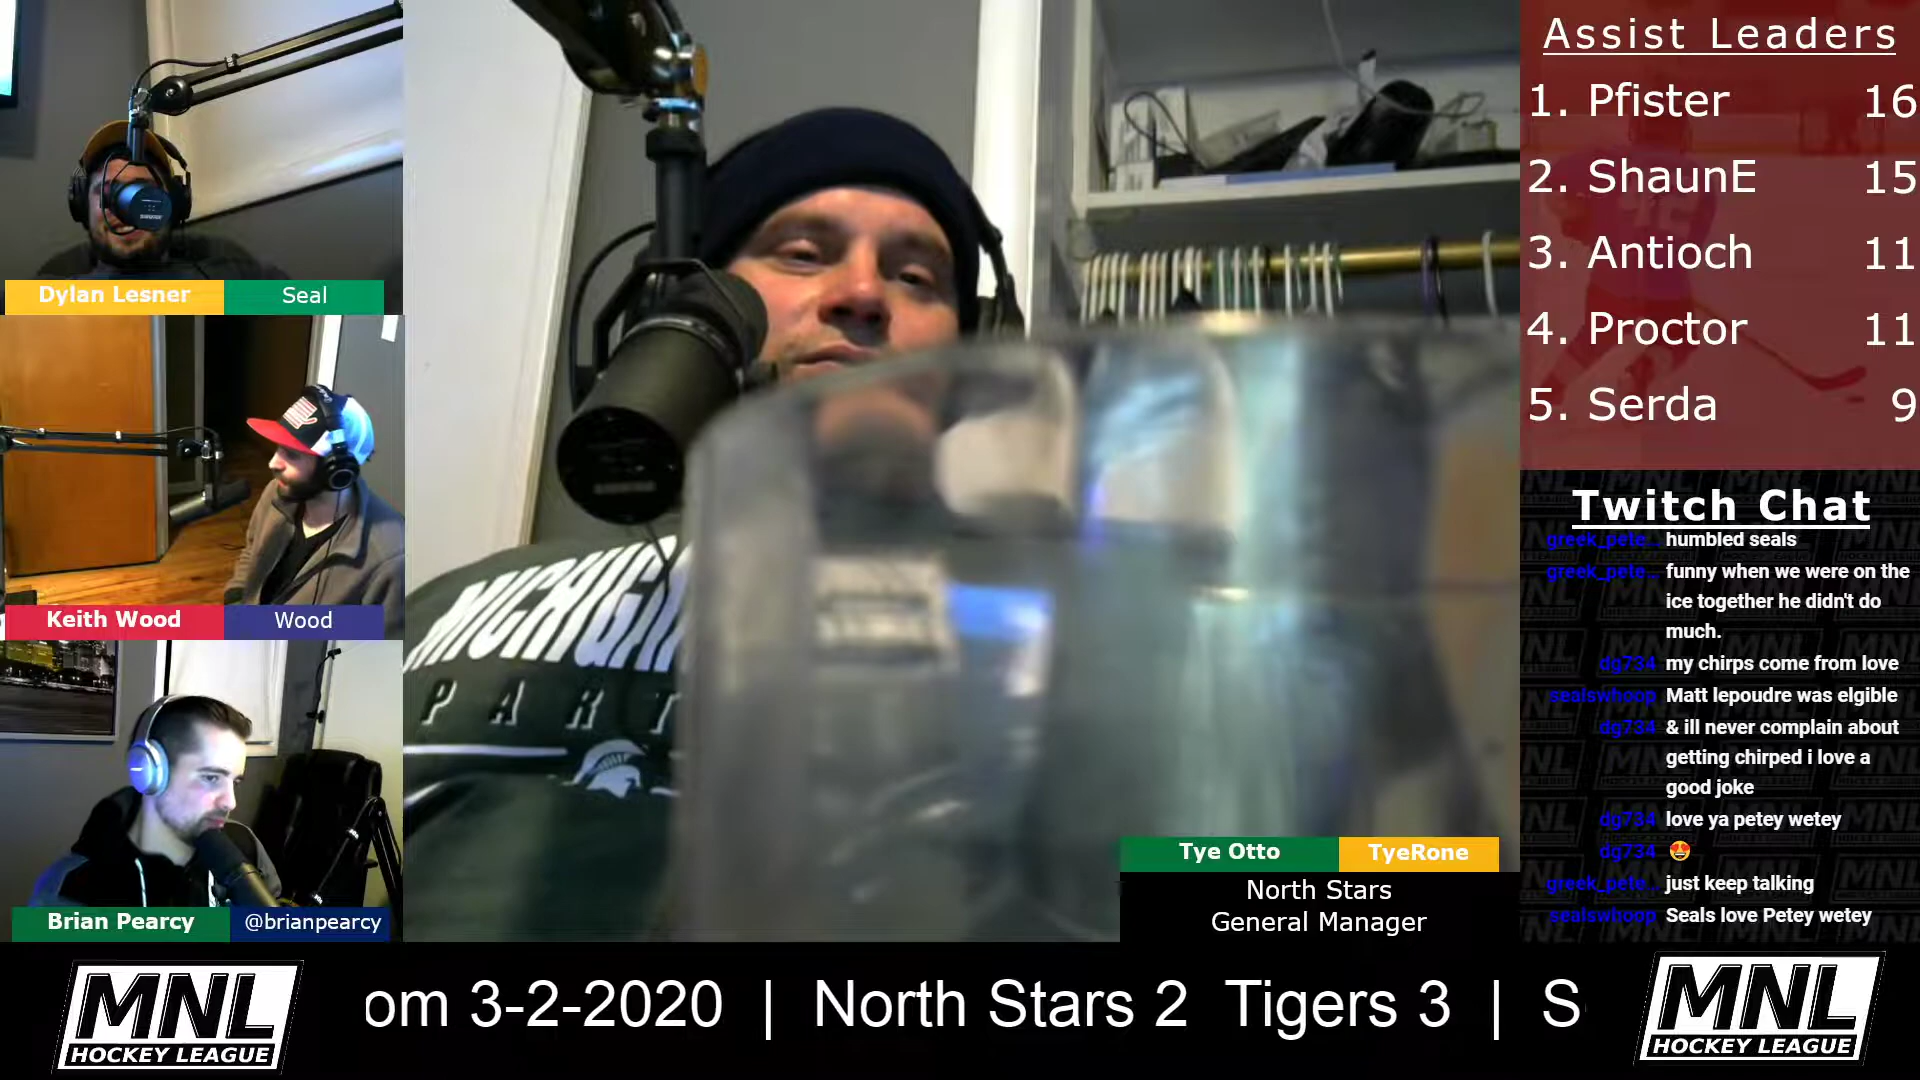 Dylan Lesner Seal
Keith Wood Wood
Brian Pearcy @brianpearcy
SHURE
MICHIGAN
P A R T
Tye Otto TyeRone
North Stars
General Manager
Assist Leaders
1. Pfister 16
2. ShaunE 15
3. Antioch 11
4. Proctor 11
5. Serda 9
Twitch Chat
greek_pete... humbled seals
greek_pete... funny when we were on the
ice together he didn't do
much.
dg734 my chirps come from love
sealswhoop Matt lepoudre was elgible
dg734 & ill never complain about
getting chirped i love a
good joke
dg734 love ya petey wetey
dg734 😍
greek_pete... just keep talking
sealswhoop Seals love Petey wetey
MNL
HOCKEY LEAGUE
om 3-2-2020 | North Stars 2 Tigers 3 | S
MNL
HOCKEY LEAGUE